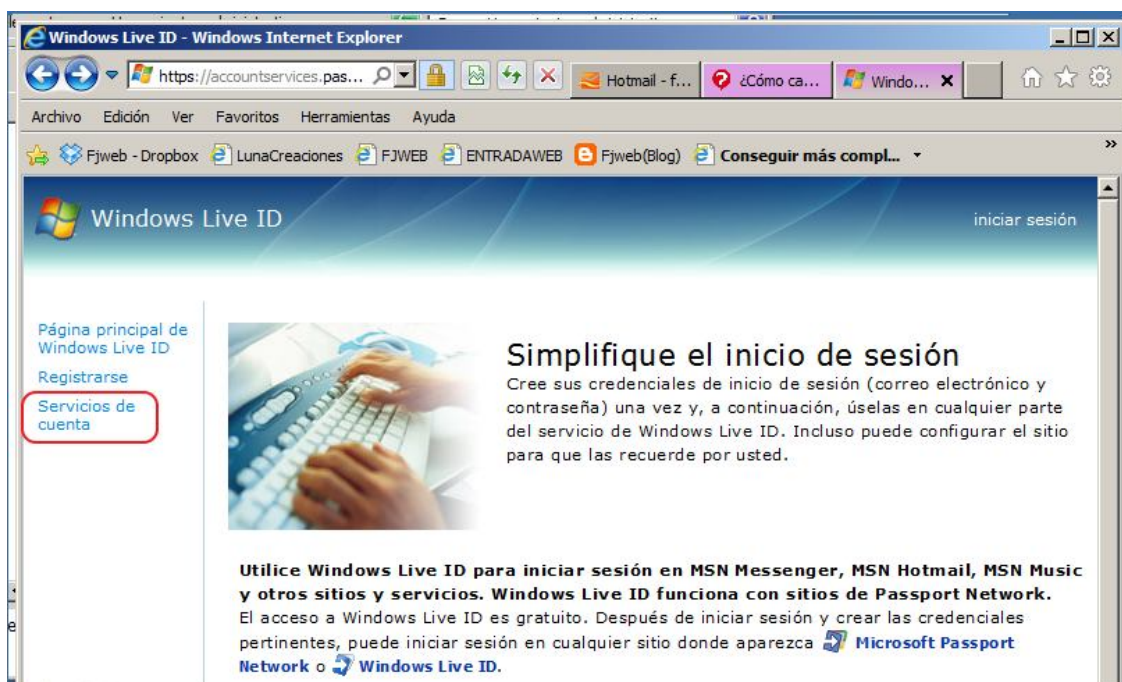 Windows Live ID - Windows Internet Explorer
https://accountservices.pas...
Hotmail - f...
¿Cómo ca...
Windo...
Archivo Edición Ver Favoritos Herramientas Ayuda
Fjweb - Dropbox LunaCreaciones FJWEB ENTRADAWEB Fjweb(Blog) Conseguir más compl... »
Windows Live ID
iniciar sesión
Página principal de
Windows Live ID
Registrarse
Servicios de
cuenta
Simplifique el inicio de sesión
Cree sus credenciales de inicio de sesión (correo electrónico y
contraseña) una vez y, a continuación, úselas en cualquier parte
del servicio de Windows Live ID. Incluso puede configurar el sitio
para que las recuerde por usted.
Utilice Windows Live ID para iniciar sesión en MSN Messenger, MSN Hotmail, MSN Music
y otros sitios y servicios. Windows Live ID funciona con sitios de Passport Network.
El acceso a Windows Live ID es gratuito. Después de iniciar sesión y crear las credenciales
pertinentes, puede iniciar sesión en cualquier sitio donde aparezca Microsoft Passport
Network o Windows Live ID.